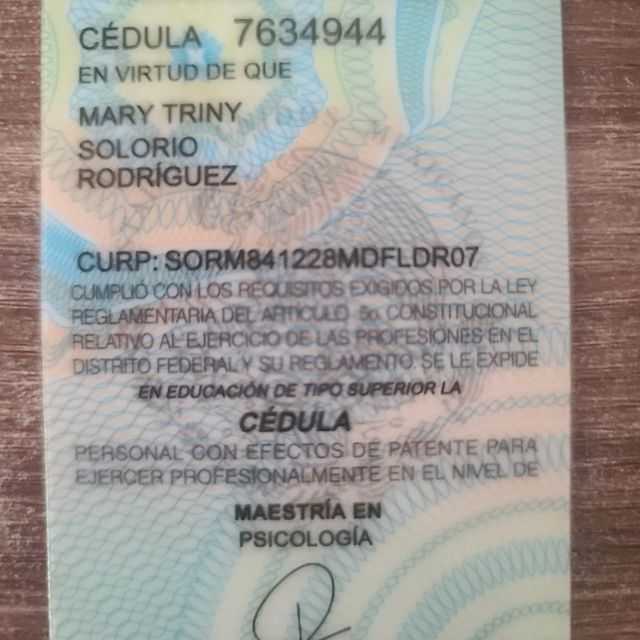 CÉDULA 7634944
EN VIRTUD DE QUE
MARY TRINY
SOLORIO
RODRÍGUEZ
CURP: SORM841228MDFLDR07
CUMPLIÓ CON LOS REQUISITOS EXIGIDOS POR LA LEY
REGLAMENTARIA DEL ARTÍCULO 5o. CONSTITUCIONAL
RELATIVO AL EJERCICIO DE LAS PROFESIONES EN EL
DISTRITO FEDERAL Y SU REGLAMENTO SE LE EXPIDE
EN EDUCACIÓN DE TIPO SUPERIOR LA
CÉDULA
PERSONAL CON EFECTOS DE PATENTE PARA
EJERCER PROFESIONALMENTE EN EL NIVEL DE
MAESTRÍA EN
PSICOLOGÍA